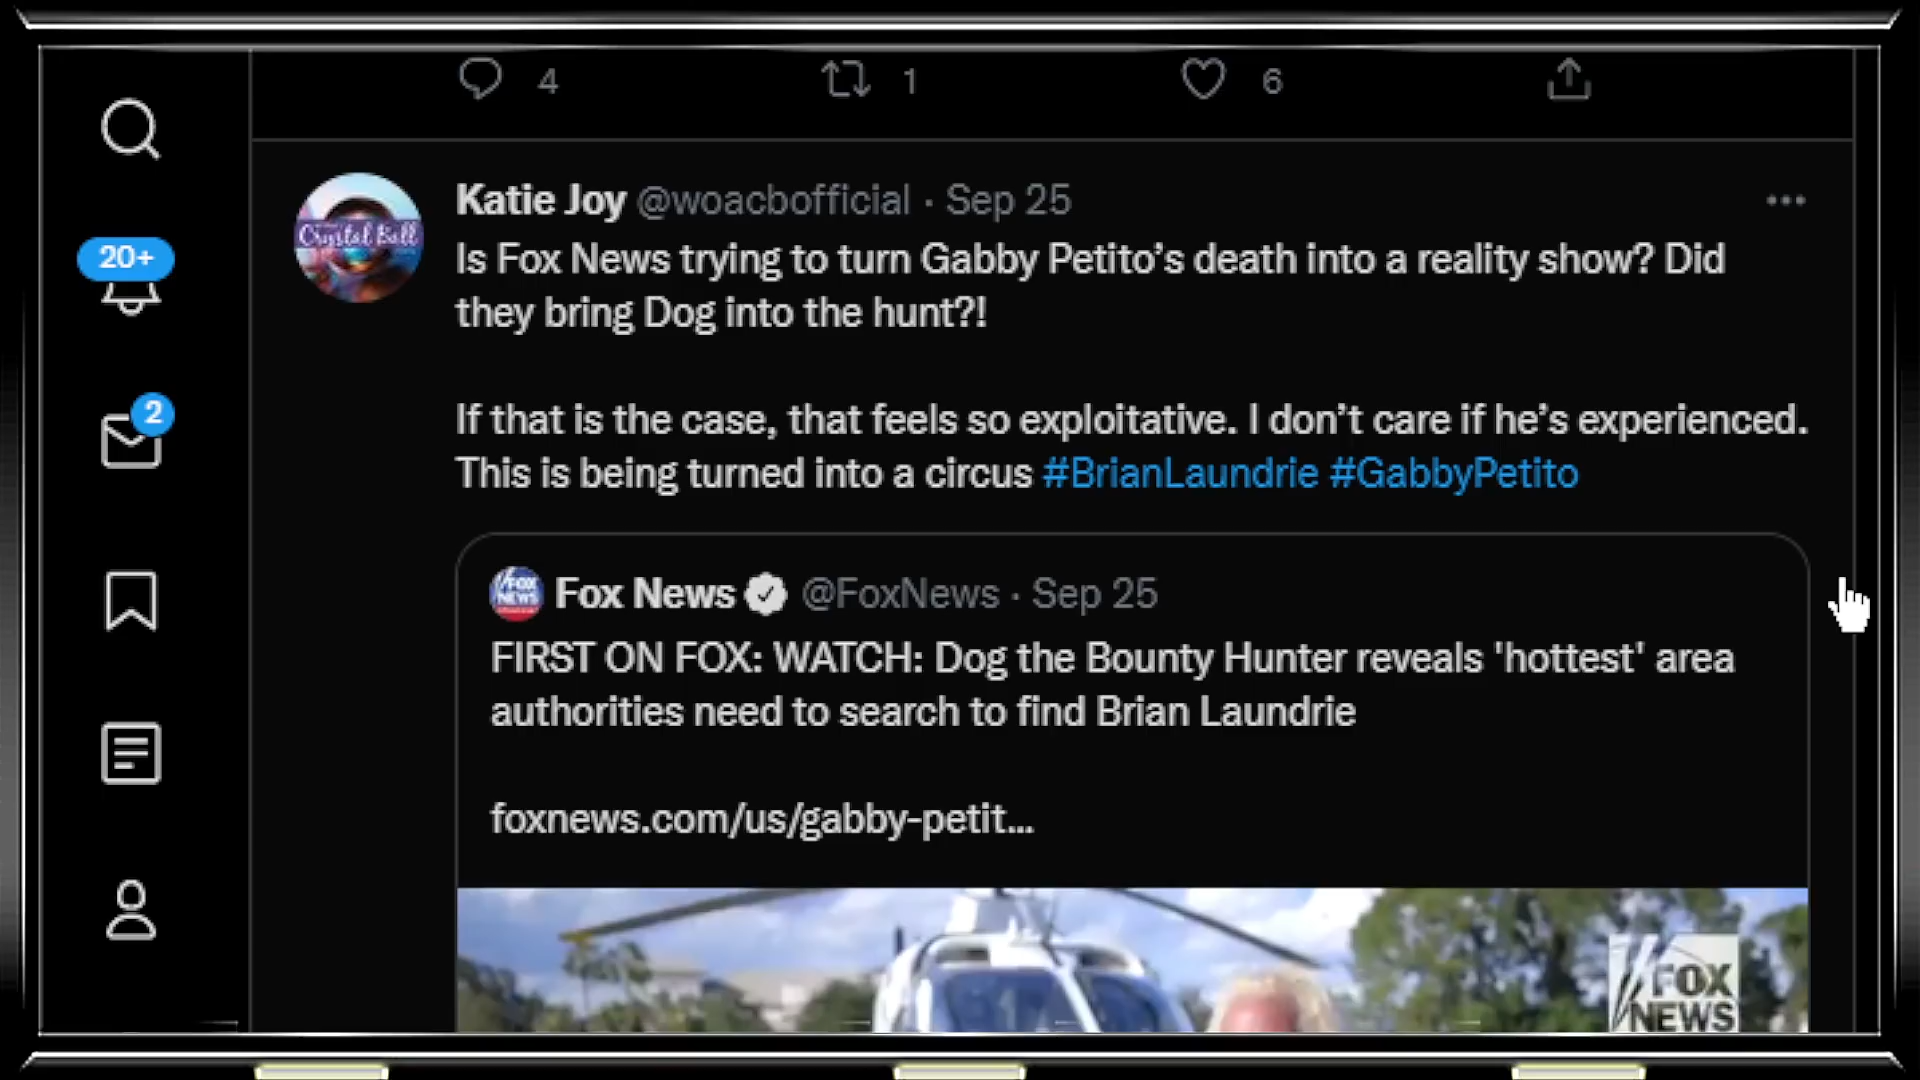 4 1 6
Katie Joy @woacbofficial · Sep 25
Crystal Ball
Is Fox News trying to turn Gabby Petito’s death into a reality show? Did
they bring Dog into the hunt?!
20+
If that is the case, that feels so exploitative. I don’t care if he’s experienced.
This is being turned into a circus #BrianLaundrie #GabbyPetito
2
FOX
NEWS
Fox News @FoxNews · Sep 25
FIRST ON FOX: WATCH: Dog the Bounty Hunter reveals 'hottest' area
authorities need to search to find Brian Laundrie
foxnews.com/us/gabby-petit...
FOX
NEWS